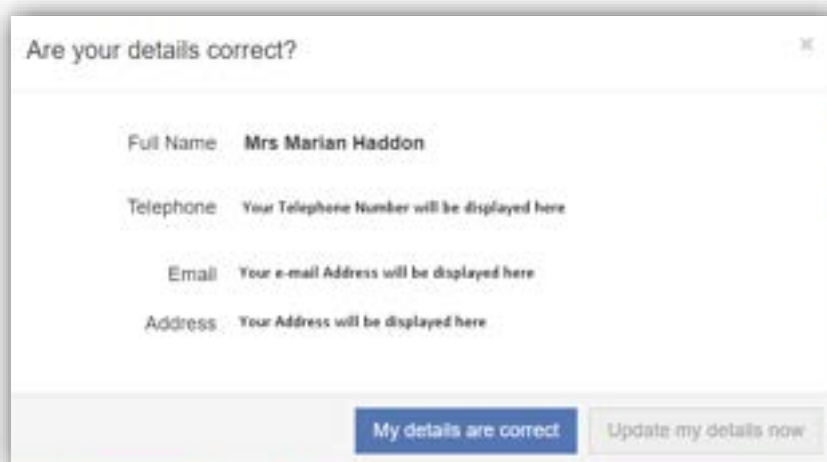 Are your details correct?
Full Name Mrs Marian Haddon
Telephone Your Telephone Number will be displayed here
Email Your e-mail Address will be displayed here
Address Your Address will be displayed here
My details are correct Update my details now